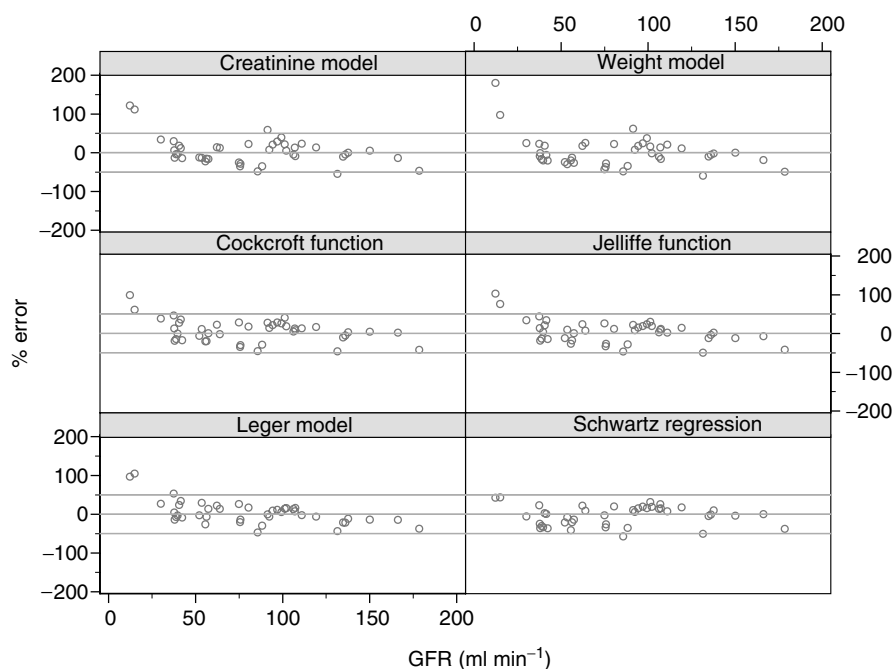 0 50 100 150 200
Creatinine model Weight model
200
100
0
−100
−200
Cockcroft function Jelliffe function
200
100
0
−100
−200
% error
Leger model Schwartz regression
200
100
0
−100
−200
0 50 100 150 200
GFR (ml min−1)